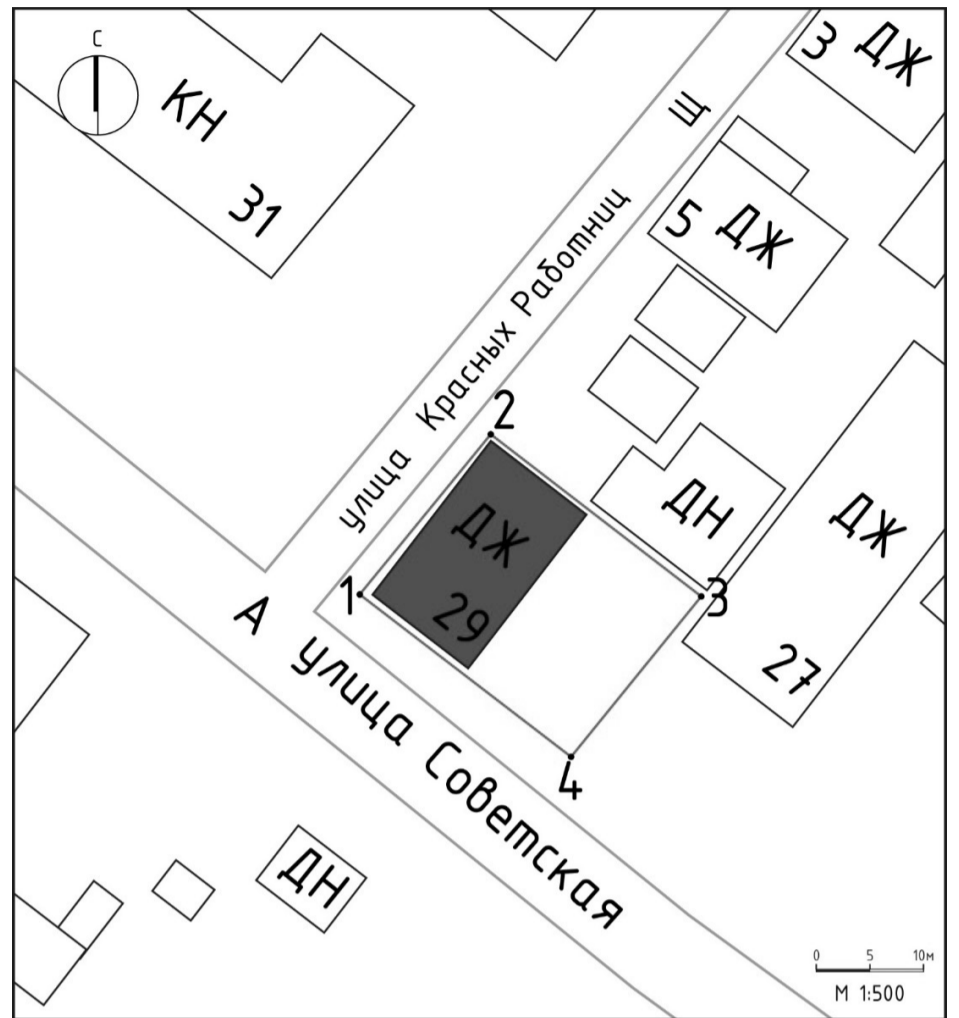 С
КН
31
3 ДЖ
Щ
5 ДЖ
улица Красных Работниц
2
ДН
ДЖ
ДЖ
1
29
3
27
А улица Советская
4
ДН
0 5 10м
М 1:500